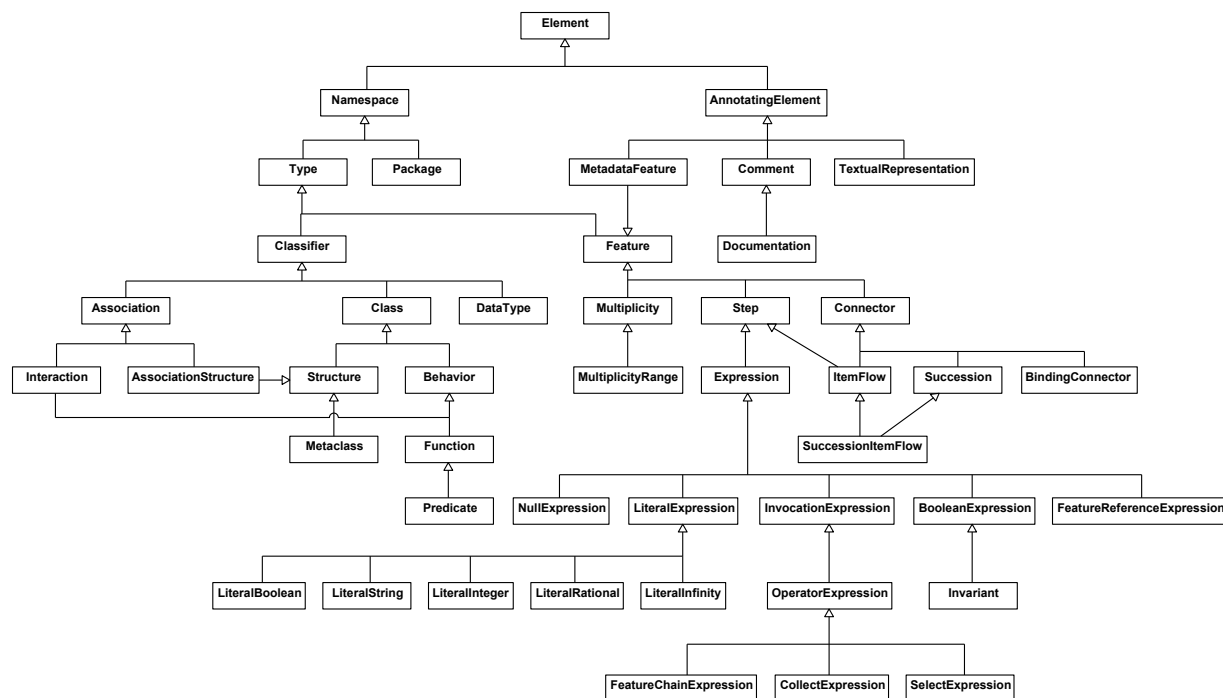 Element
Namespace
AnnotatingElement
Type
Package
MetadataFeature
Comment
TextualRepresentation
Classifier
Feature
Documentation
Association
Class
DataType
Multiplicity
Step
Connector
Interaction
AssociationStructure
Structure
Behavior
MultiplicityRange
Expression
ItemFlow
Succession
BindingConnector
Metaclass
Function
SuccessionItemFlow
Predicate
NullExpression
LiteralExpression
InvocationExpression
BooleanExpression
FeatureReferenceExpression
LiteralBoolean
LiteralString
LiteralInteger
LiteralRational
LiteralInfinity
OperatorExpression
Invariant
FeatureChainExpression
CollectExpression
SelectExpression